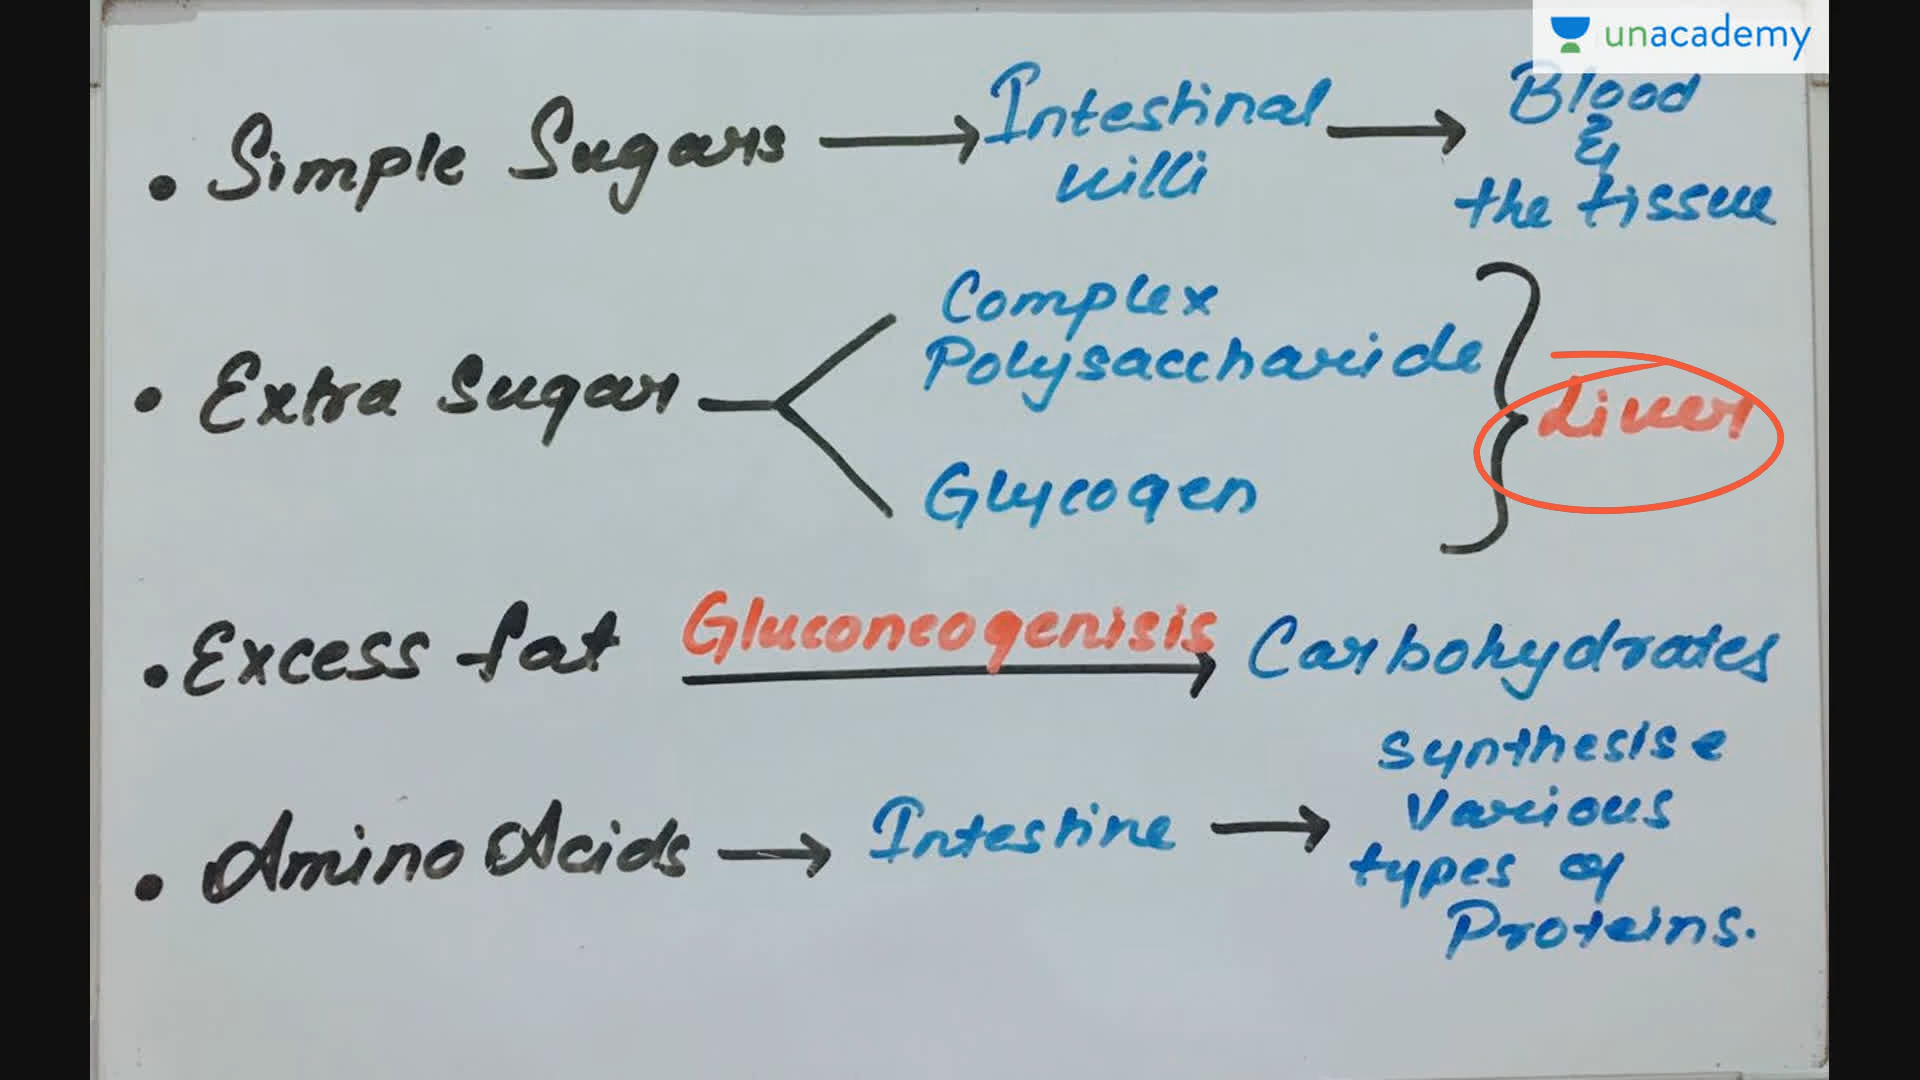 unacademy
• Simple Sugars → Intestinal villi → Blood & the tissue
• Extra Sugar
Complex Polysaccharide
Glycogen
Liver
• Excess fat Gluconeogenisis → Carbohydrates
• Amino Acids → Intestine → Synthesise various types of Proteins.